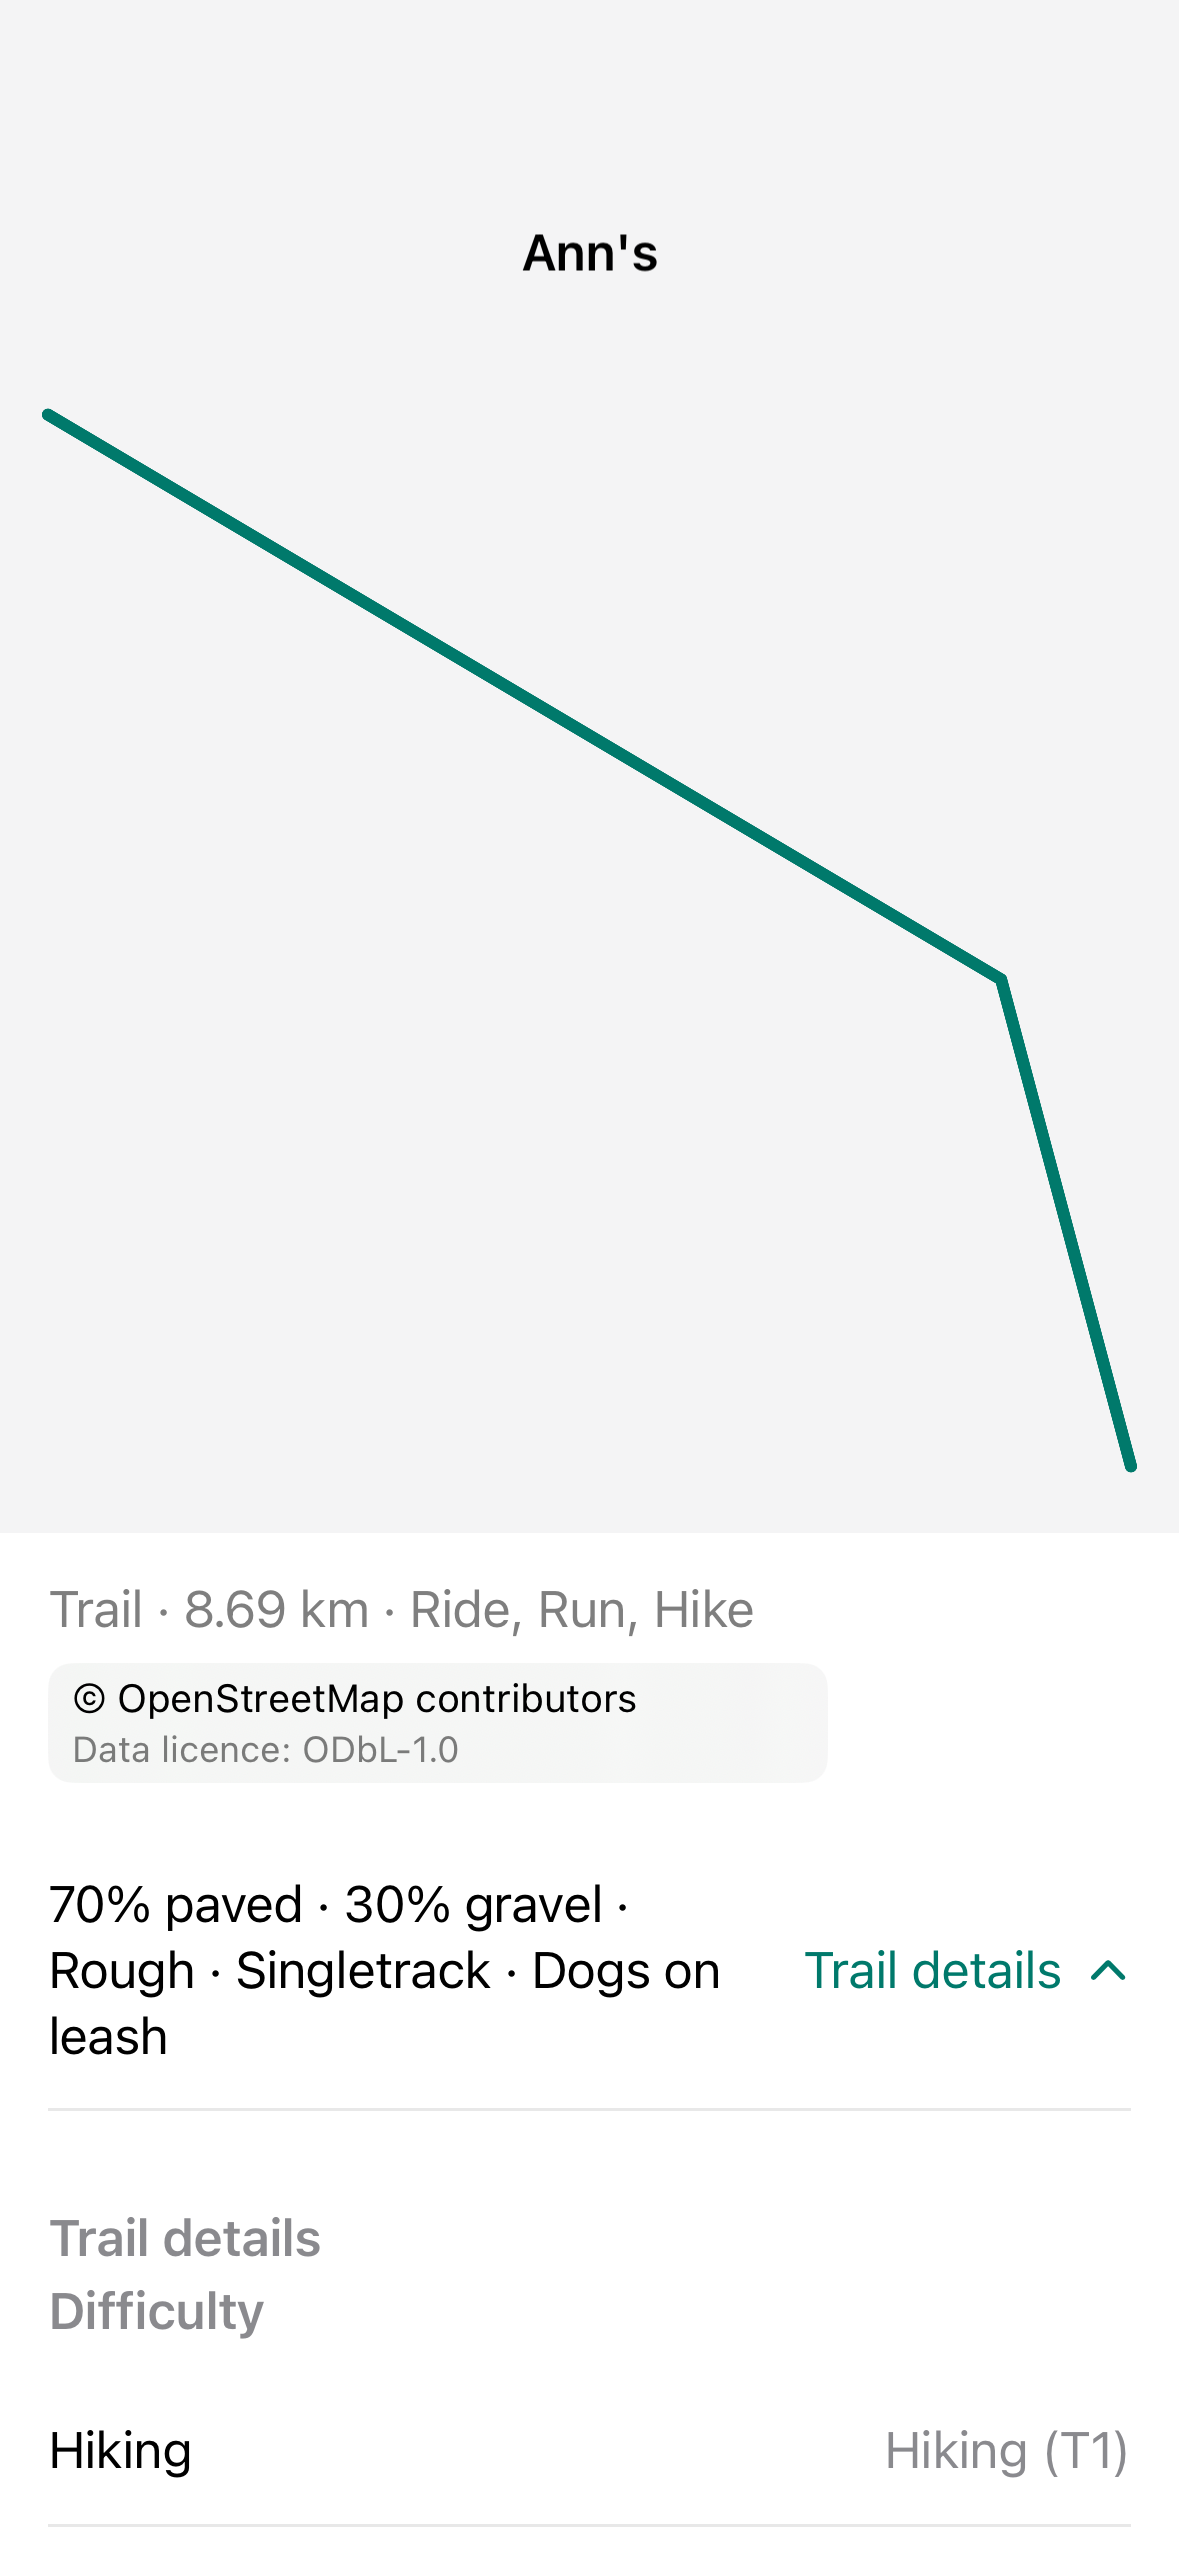 Ann's
Trail · 8.69 km · Ride, Run, Hike
© OpenStreetMap contributors
Data licence: ODbL-1.0
70% paved · 30% gravel ·
Rough · Singletrack · Dogs on
leash
Trail details
Trail details
Difficulty
Hiking
Hiking (T1)